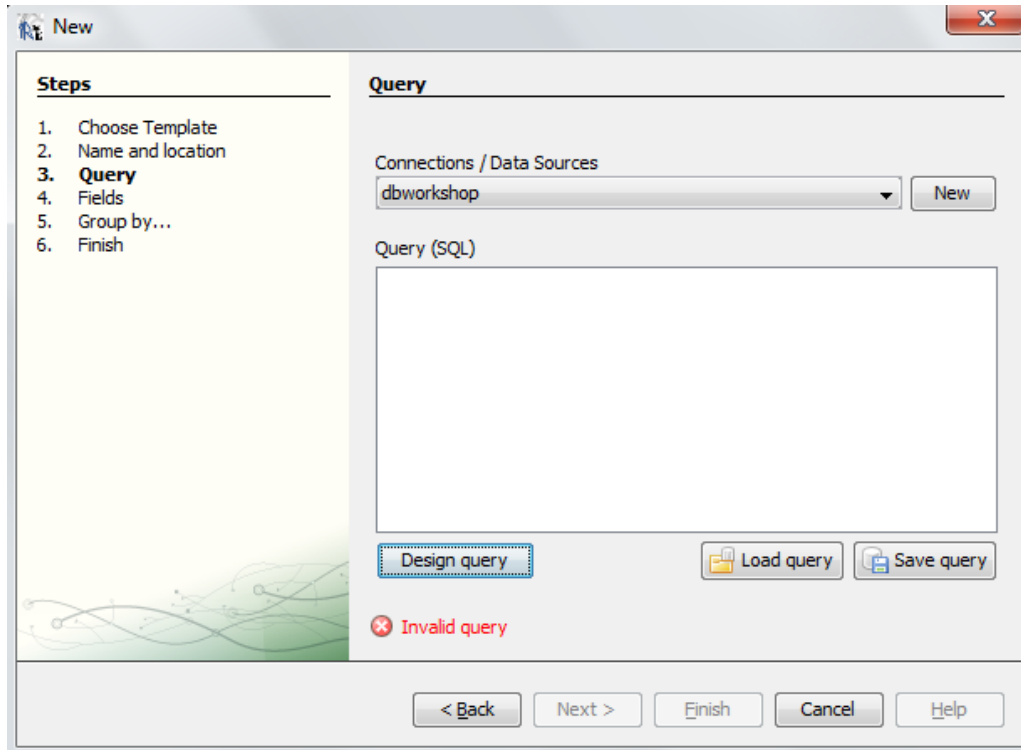 New
Steps
1. Choose Template
2. Name and location
3. Query
4. Fields
5. Group by...
6. Finish
Query
Connections / Data Sources
dbworkshop
New
Query (SQL)
Design query
Load query
Save query
Invalid query
< Back
Next >
Finish
Cancel
Help